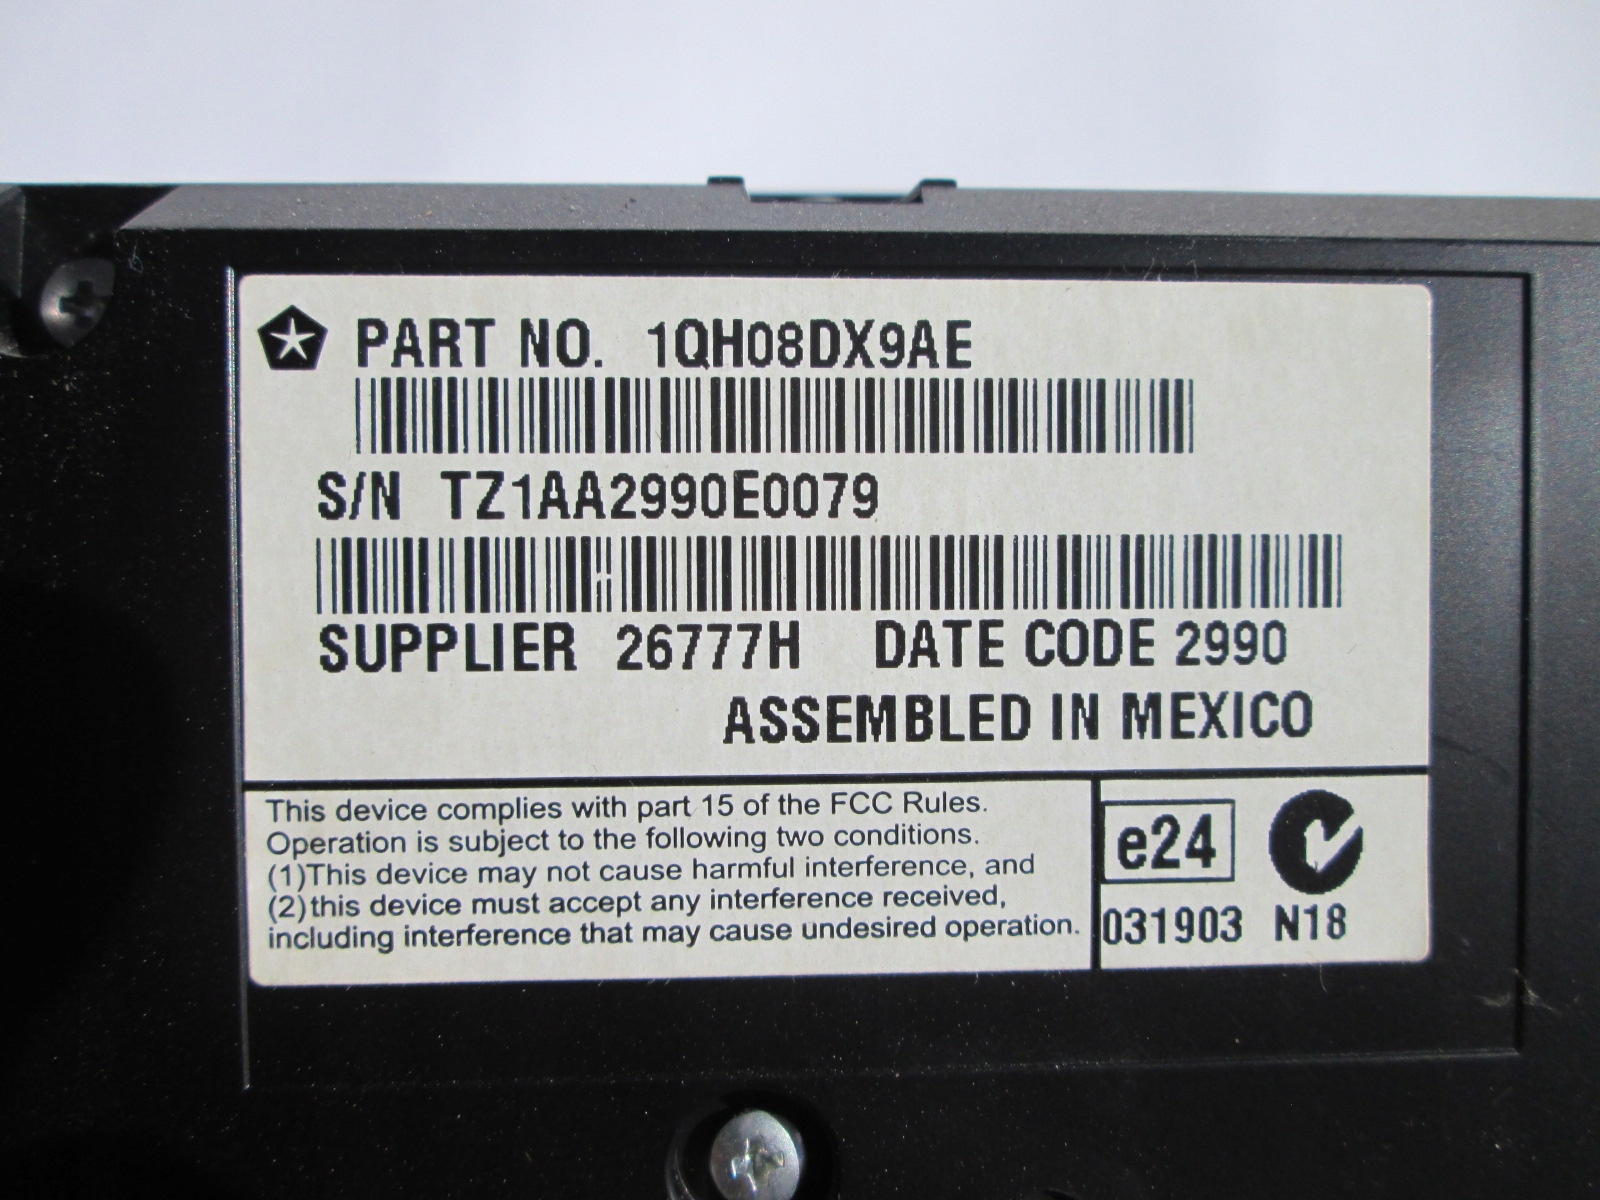 PART NO. 1QH08DX9AE
S/N TZ1AA2990E0079
SUPPLIER 26777H DATE CODE 2990
ASSEMBLED IN MEXICO
This device complies with part 15 of the FCC Rules.
Operation is subject to the following two conditions.
(1)This device may not cause harmful interference, and
(2)this device must accept any interference received,
including interference that may cause undesired operation.
e24
031903 N18